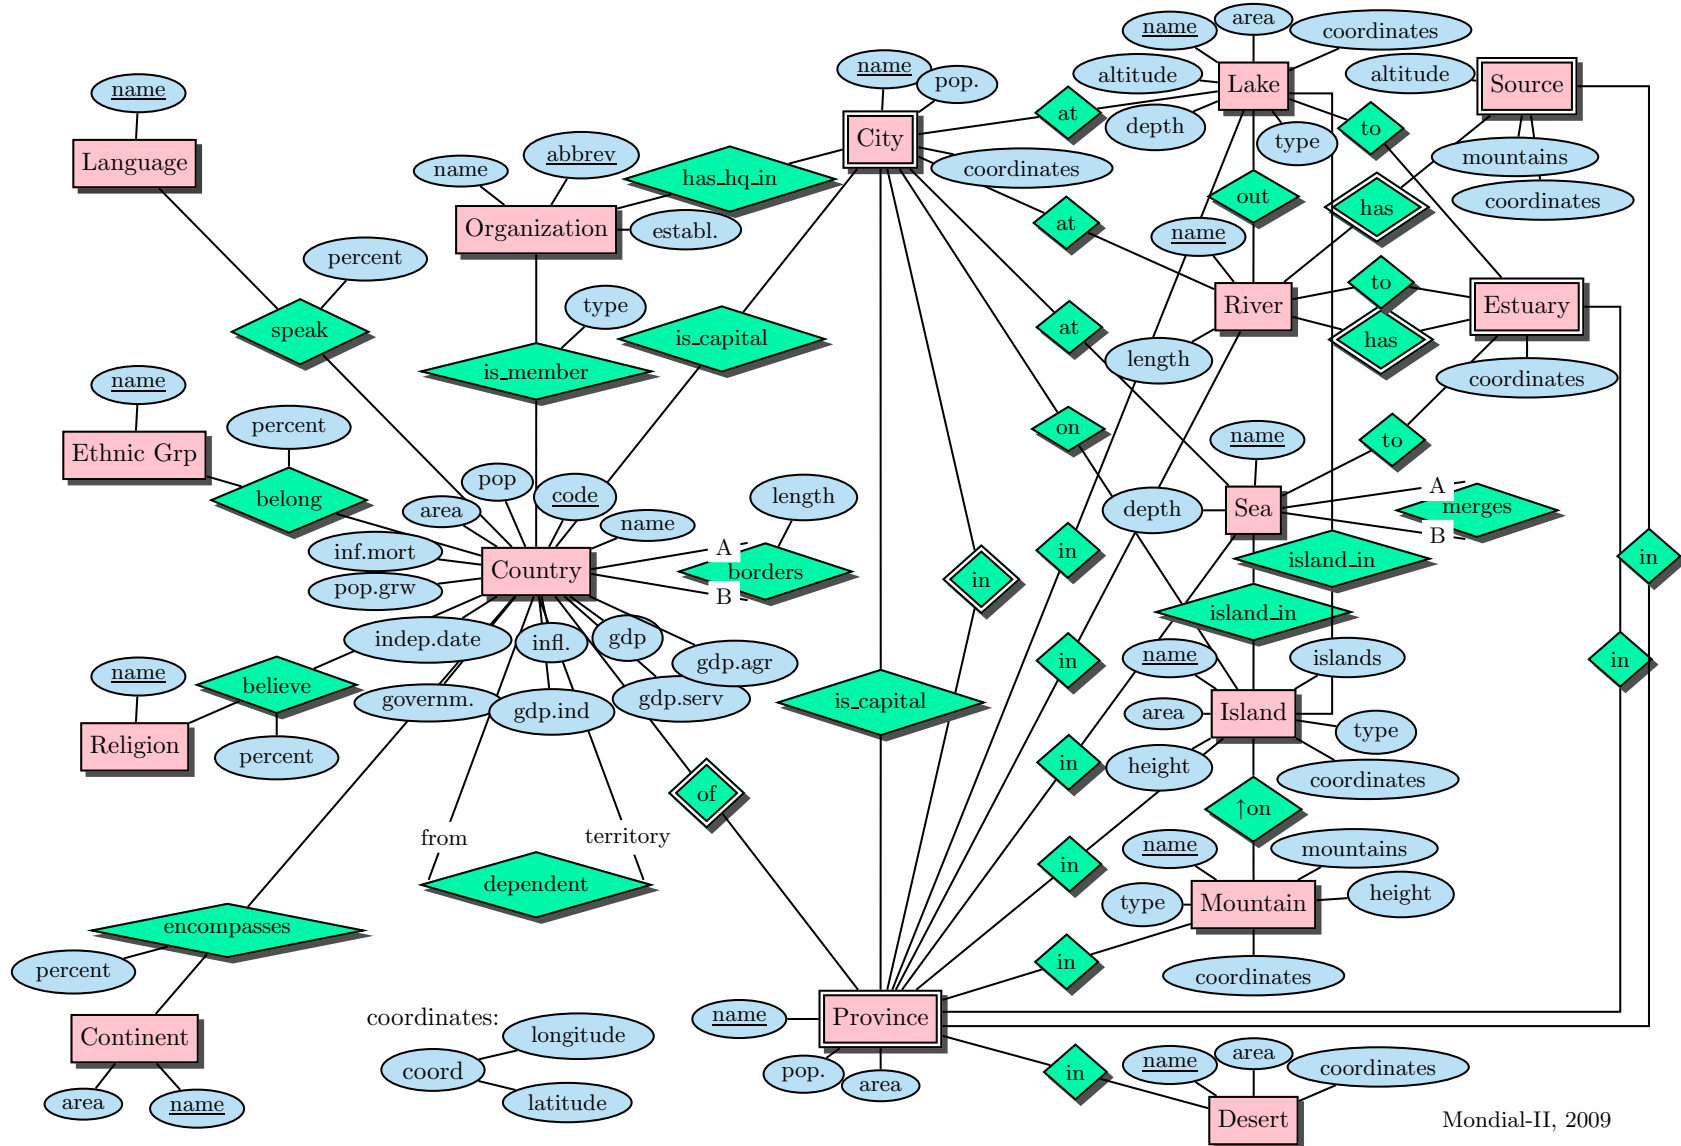 name
area
coordinates
altitude
Lake
depth
type
altitude
Source
mountains
coordinates
name
pop.
City
coordinates
at
to
has
out
name
Language
name
abbrev
Organization
establ.
has_hq_in
percent
speak
type
is_member
is_capital
at
name
River
length
to
has
Estuary
coordinates
at
on
to
name
Ethnic Grp
percent
belong
pop
code
area
name
inf.mort
pop.grw
Country
length
A
borders
B
name
depth
Sea
A
merges
B
island_in
island_in
in
in
in
in
indep.date
infl.
gdp
gdp.agr
governm.
gdp.ind
gdp.serv
name
Religion
believe
percent
is_capital
of
in
in
name
islands
area
Island
type
height
coordinates
↑on
from
territory
dependent
in
name
mountains
type
Mountain
height
coordinates
encompasses
percent
Continent
area
name
coordinates:
coord
longitude
latitude
in
name
Province
pop.
area
in
name
area
coordinates
Desert
Mondial-II, 2009